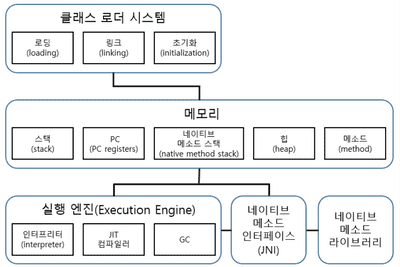 클래스 로더 시스템
로딩
(loading)
링크
(linking)
초기화
(initialization)
메모리
스택
(stack)
PC
(PC registers)
네이티브
메소드 스택
(native method stack)
힙
(heap)
메소드
(method)
실행 엔진(Execution Engine)
인터프리터
(interpreter)
JIT
컴파일러
GC
네이티브
메소드
인터페이스
(JNI)
네이티브
메소드
라이브러리